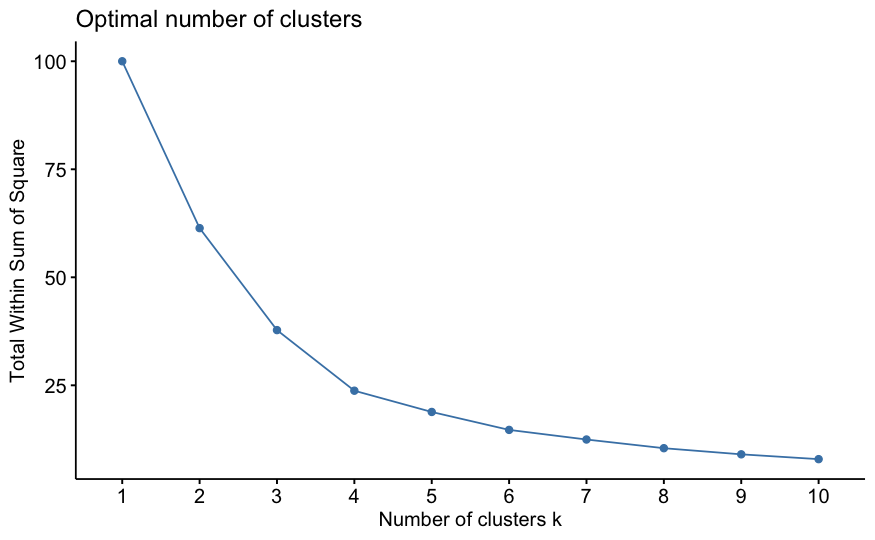 Optimal number of clusters
Total Within Sum of Square
100
75
50
25
1 2 3 4 5 6 7 8 9 10
Number of clusters k